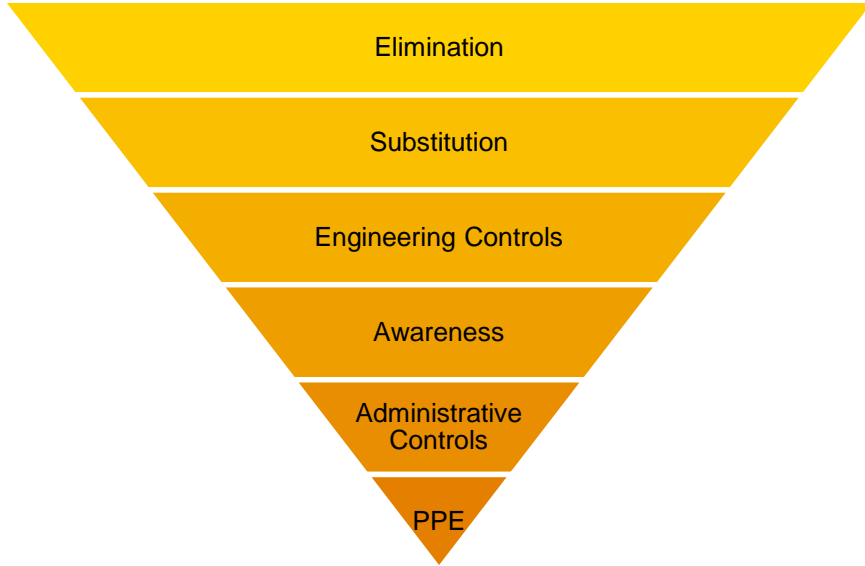 Elimination
Substitution
Engineering Controls
Awareness
Administrative
Controls
PPE